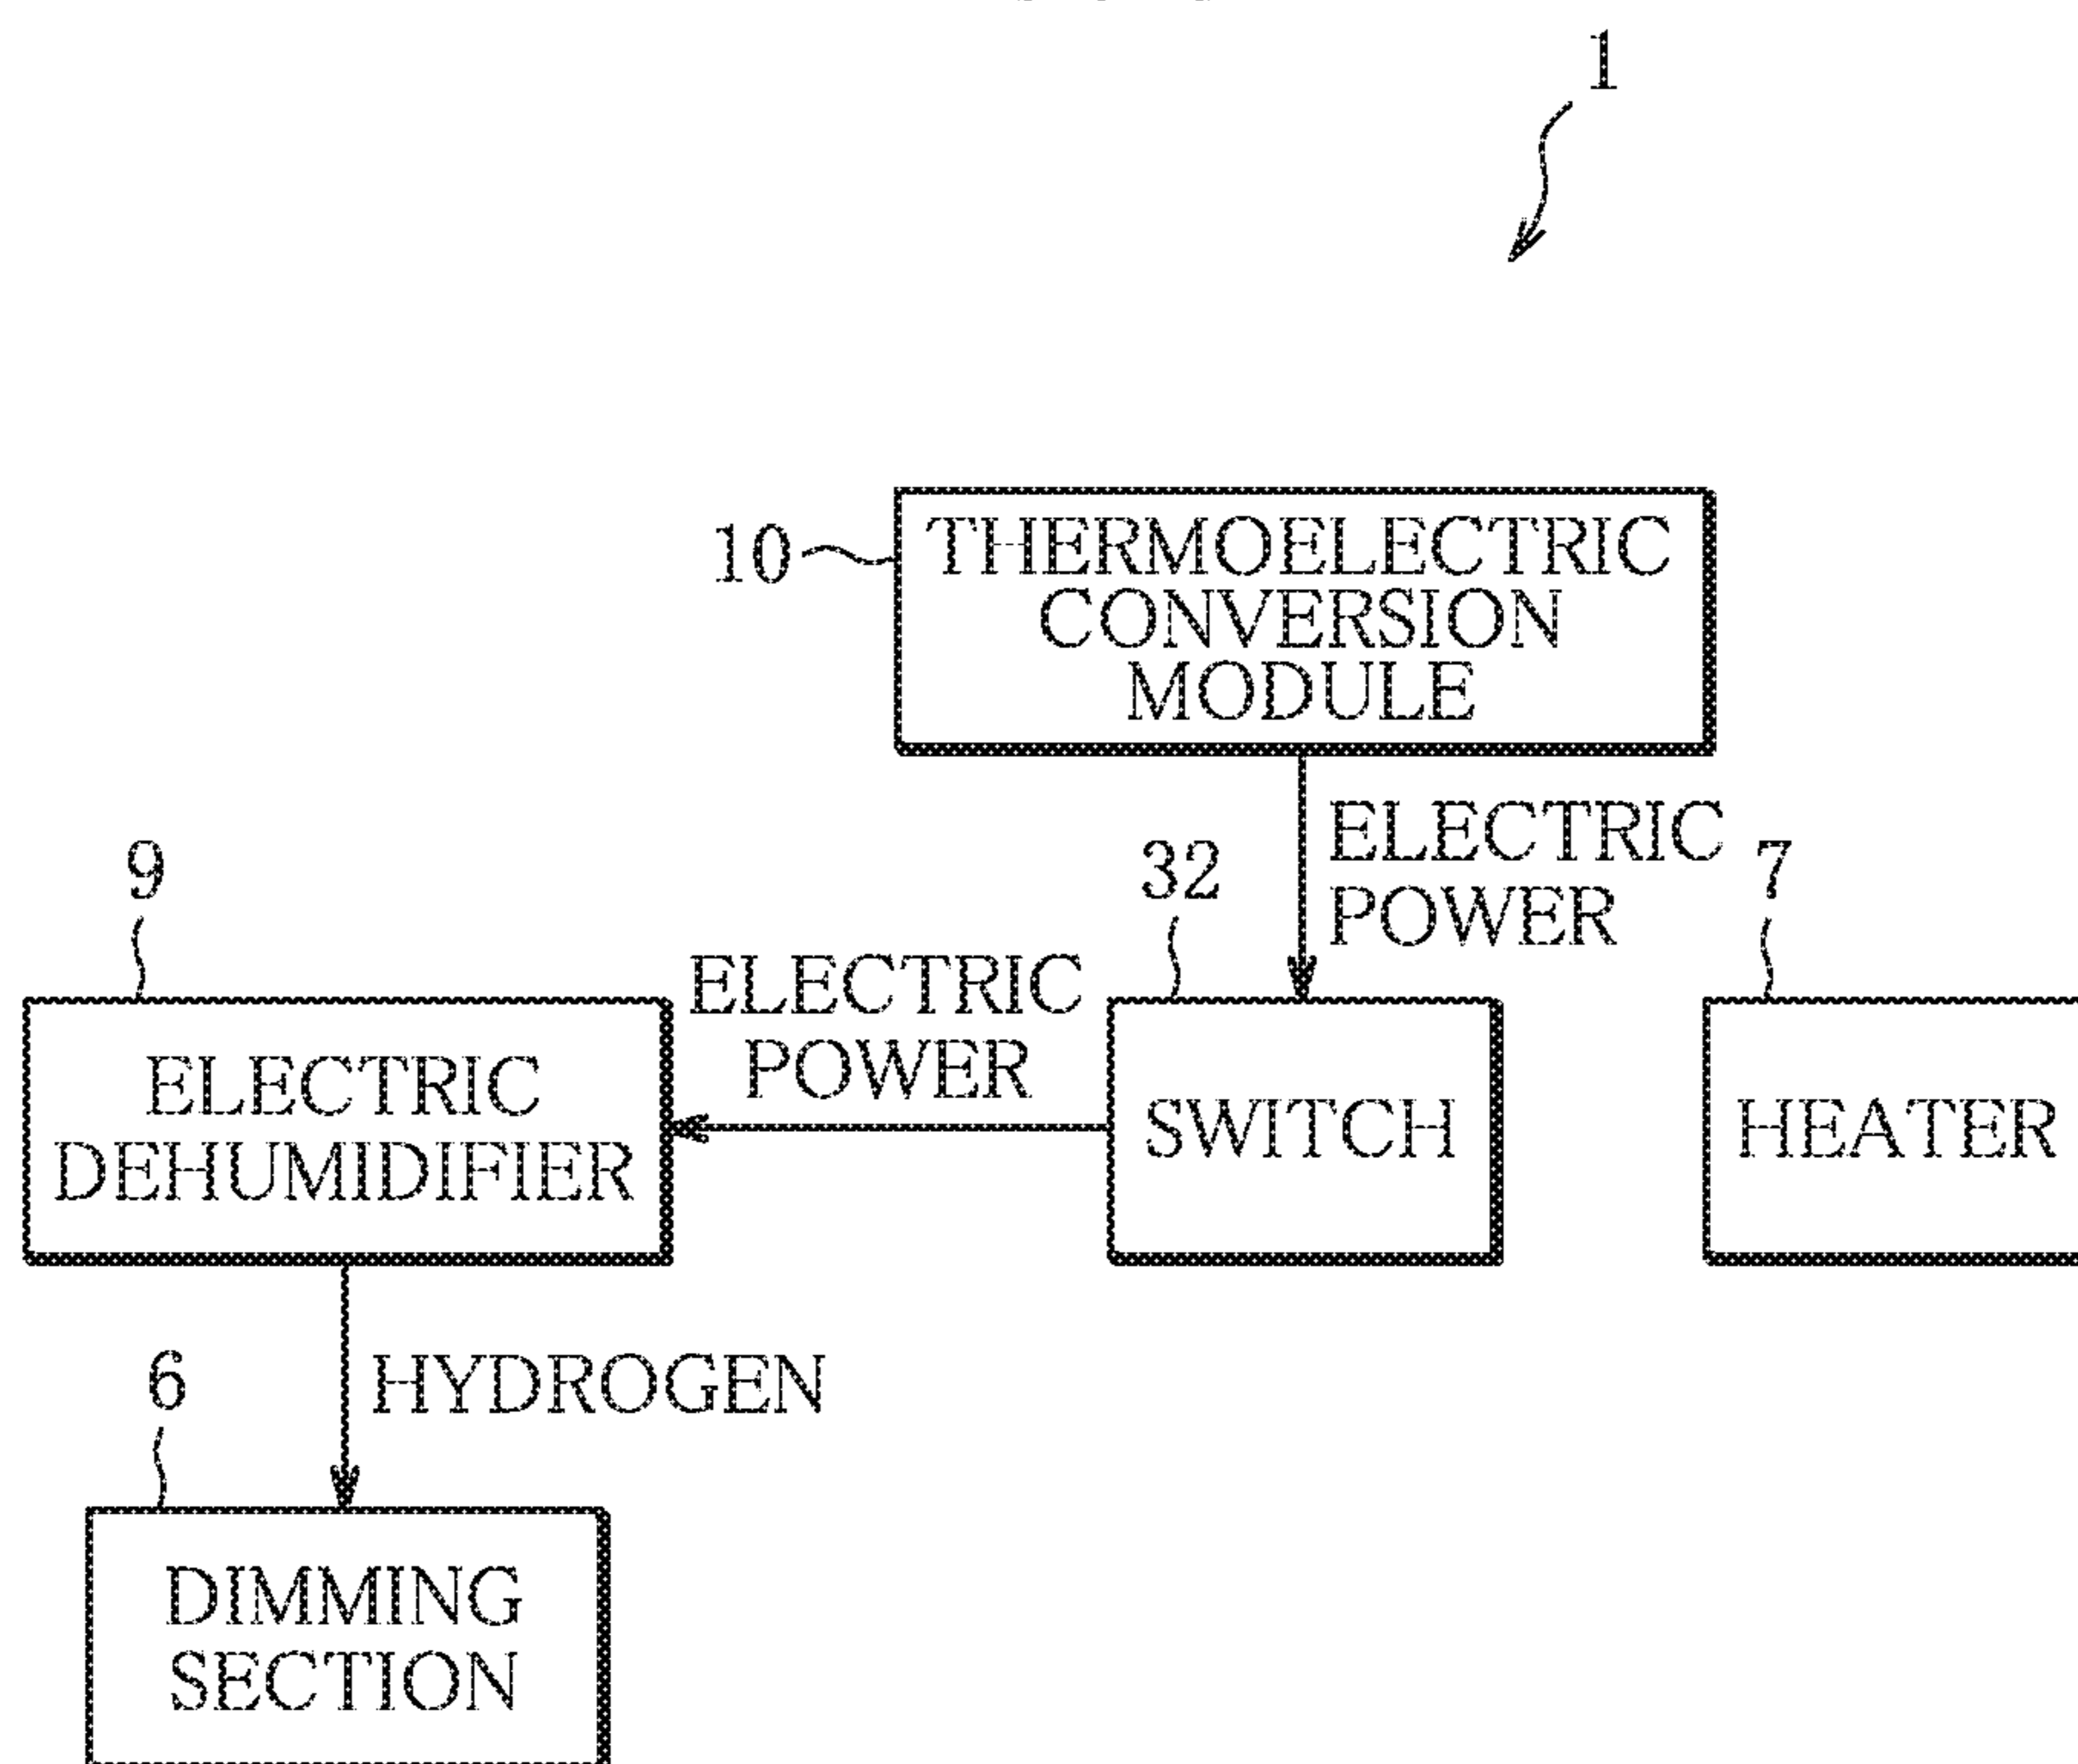 1
10
THERMOELECTRIC
CONVERSION
MODULE
ELECTRIC
POWER
9
32
7
ELECTRIC
POWER
ELECTRIC
DEHUMIDIFIER
SWITCH
HEATER
HYDROGEN
6
DIMMING
SECTION